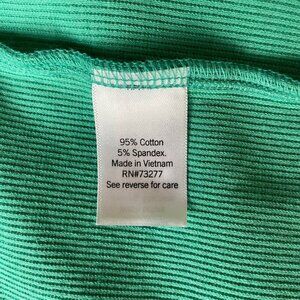 95% Cotton
5% Spandex.
Made in Vietnam
RN#73277
See reverse for care